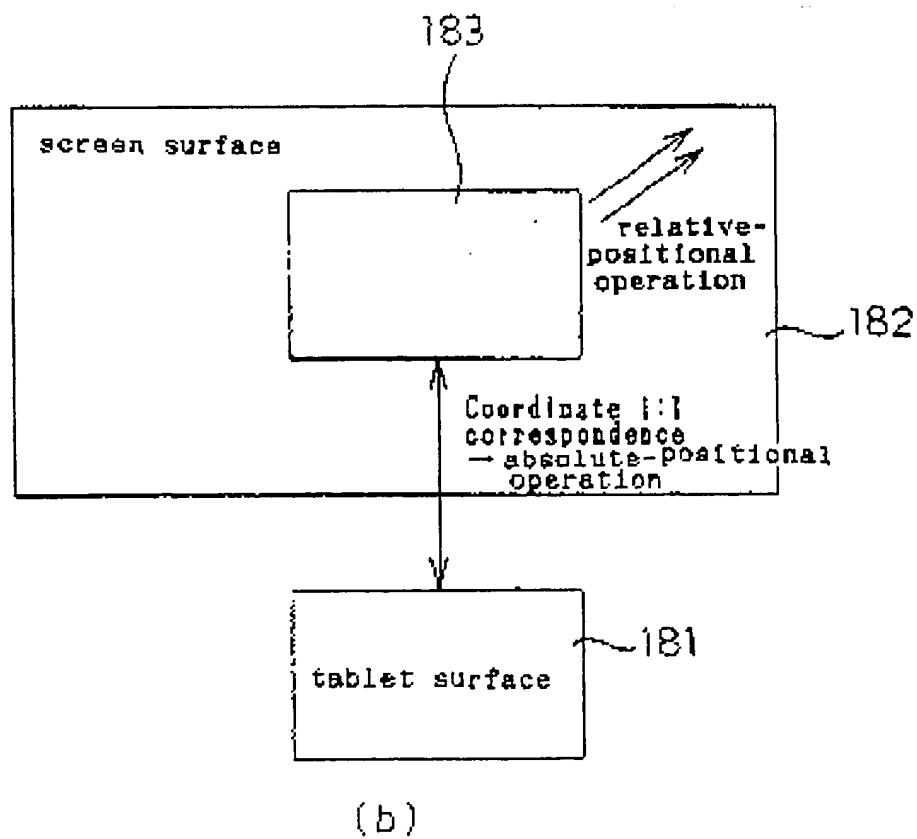 183
screen surface
relative-
positional
operation
182
Coordinate 1:1
correspondence
→ absolute-positional
operation
181
tablet surface
(b)